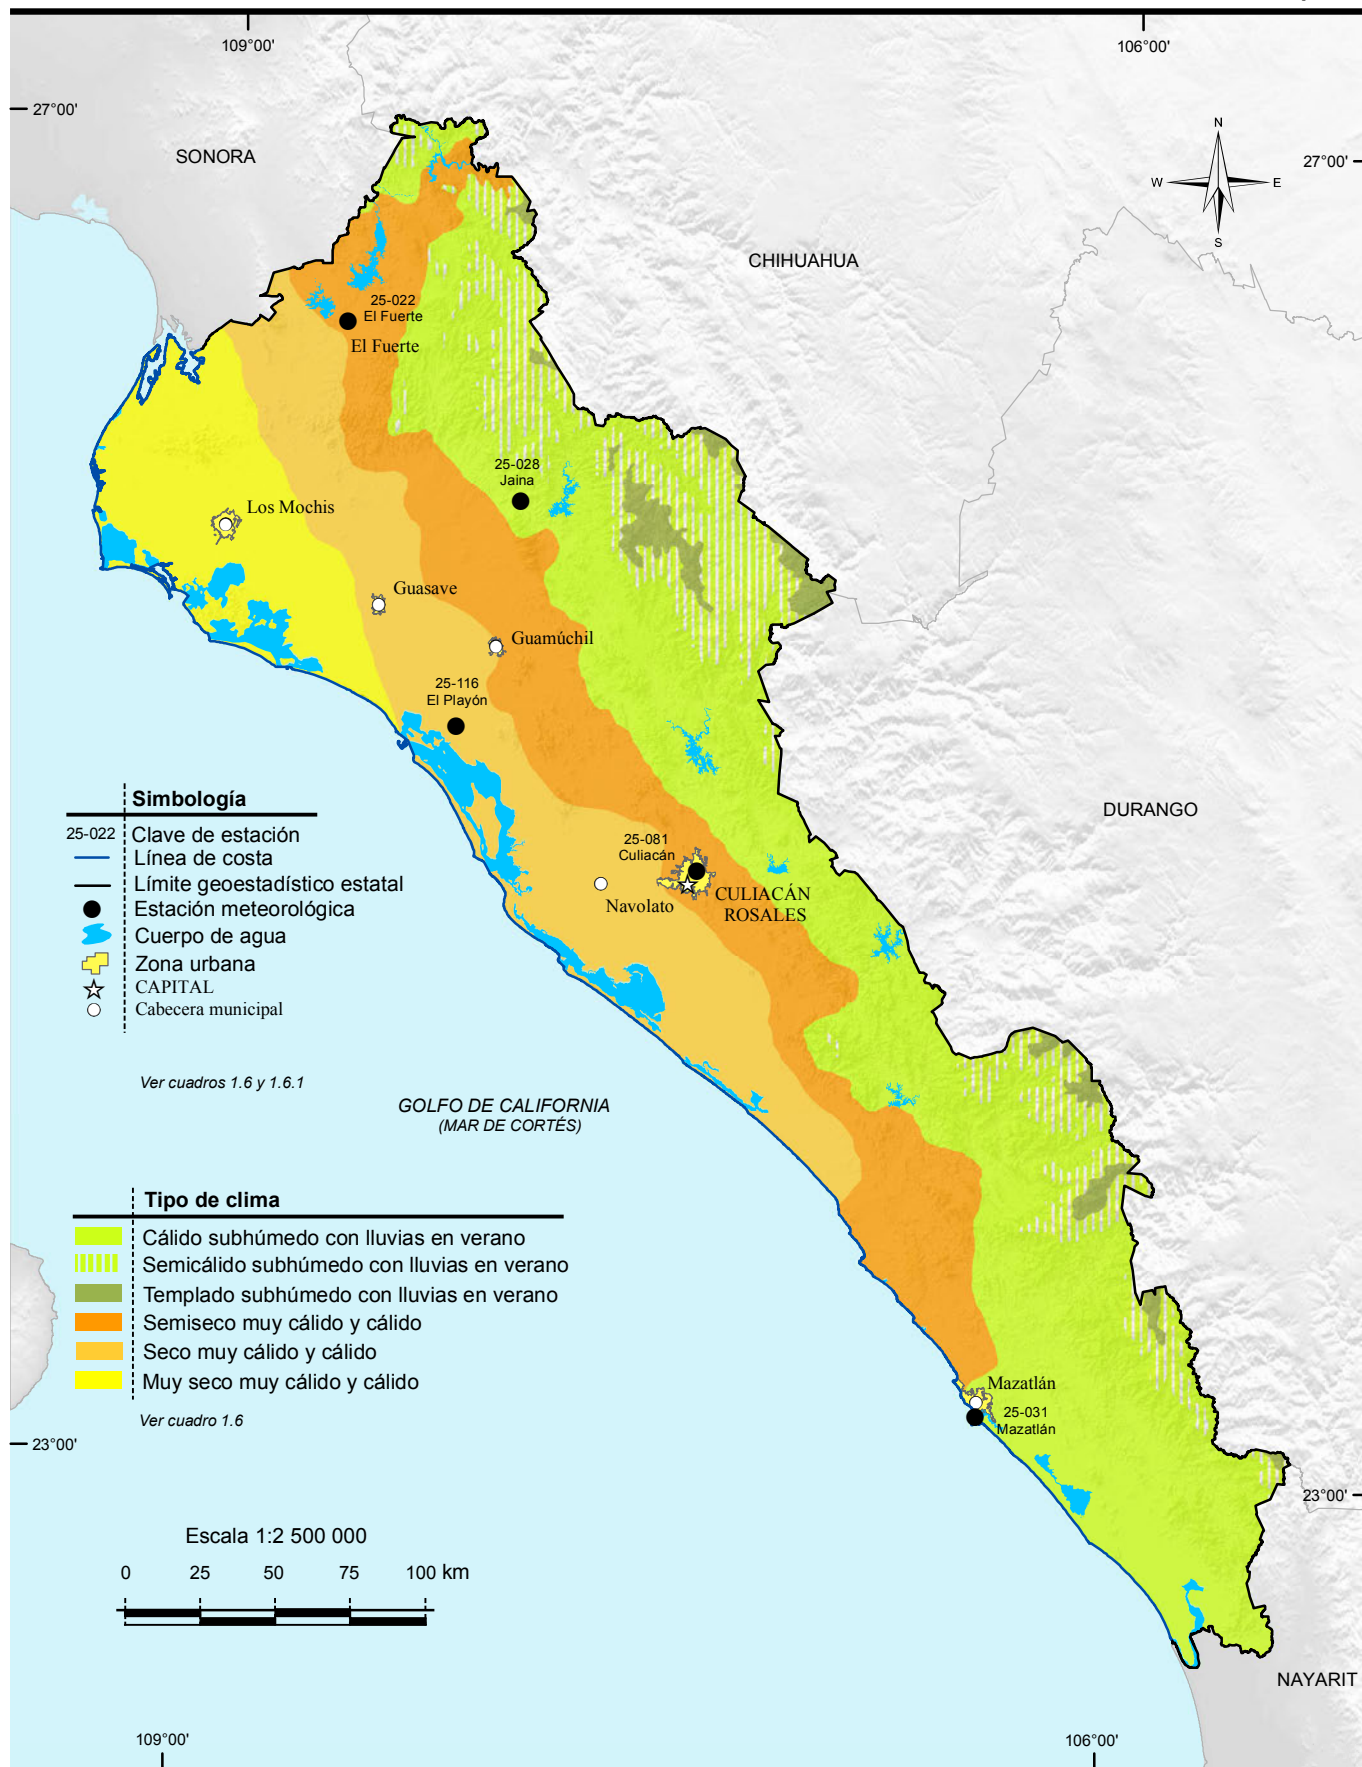 109°00'
106°00'
27°00'
27°00'
SONORA
N
W
E
S
CHIHUAHUA
25-022
El Fuerte
El Fuerte
25-028
Jaina
Los Mochis
Guasave
Guamúchil
25-116
El Playón
DURANGO
25-081
Culiacán
CULIACÁN
ROSALES
Navolato
Simbología
25-022 Clave de estación
Línea de costa
Límite geoestadístico estatal
Estación meteorológica
Cuerpo de agua
Zona urbana
CAPITAL
Cabecera municipal
Ver cuadros 1.6 y 1.6.1
GOLFO DE CALIFORNIA
(MAR DE CORTÉS)
Tipo de clima
Cálido subhúmedo con lluvias en verano
Semicálido subhúmedo con lluvias en verano
Templado subhúmedo con lluvias en verano
Semiseco muy cálido y cálido
Seco muy cálido y cálido
Muy seco muy cálido y cálido
Ver cuadro 1.6
Mazatlán
25-031
Mazatlán
23°00'
23°00'
Escala 1:2 500 000
0 25 50 75 100 km
NAYARIT
109°00'
106°00'